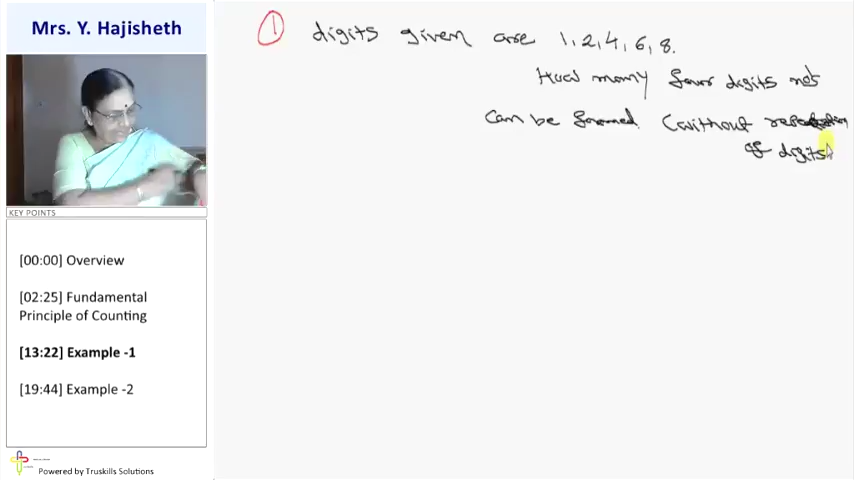 Mrs. Y. Hajisheth
KEY POINTS
[00:00] Overview
[02:25] Fundamental
Principle of Counting
[13:22] Example -1
[19:44] Example -2
Powered by Truskills Solutions
① digits given are 1, 2, 4, 6, 8.
How many four digits nos
can be formed (without
of digits)